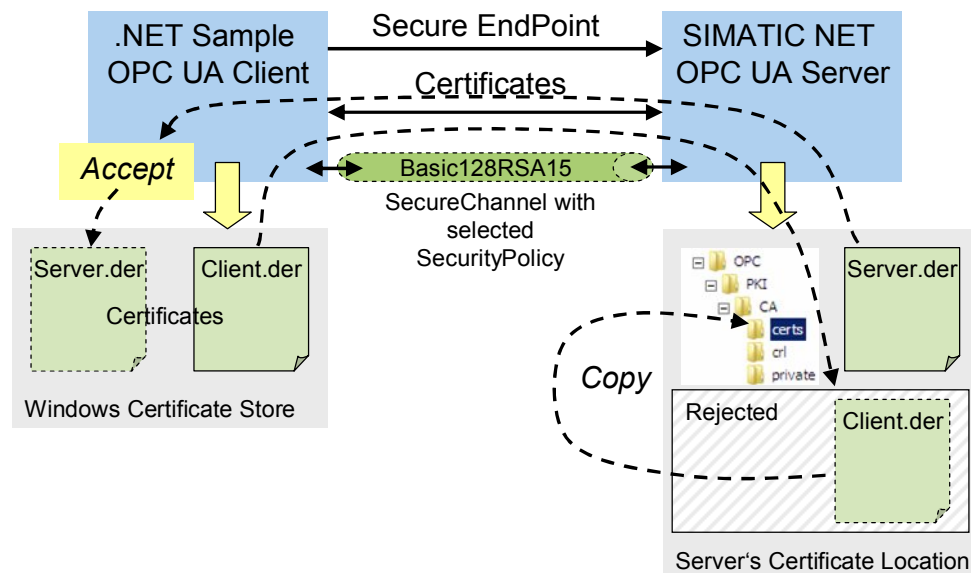 .NET Sample
OPC UA Client
Secure EndPoint
SIMATIC NET
OPC UA Server
Certificates
Accept
Basic128RSA15
SecureChannel with
selected
SecurityPolicy
Server.der
Client.der
Certificates
Windows Certificate Store
OPC
PKI
CA
certs
crl
private
Server.der
Copy
Rejected
Client.der
Server‘s Certificate Location